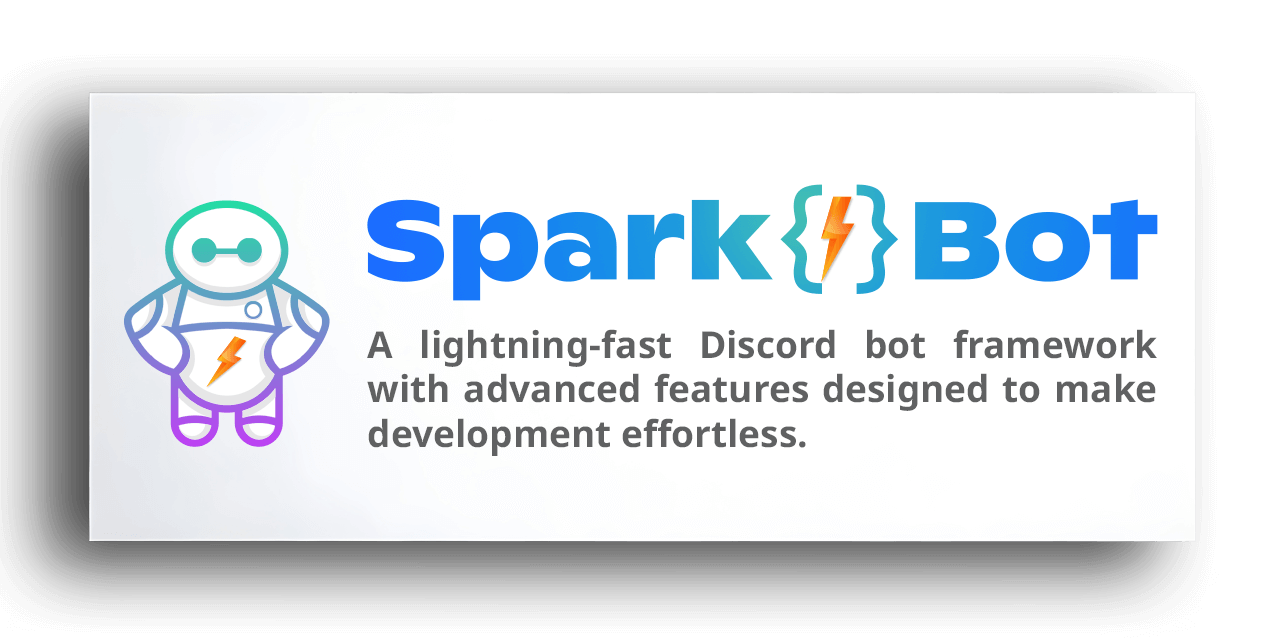 Spark{}Bot
A lightning-fast Discord bot framework
with advanced features designed to make
development effortless.